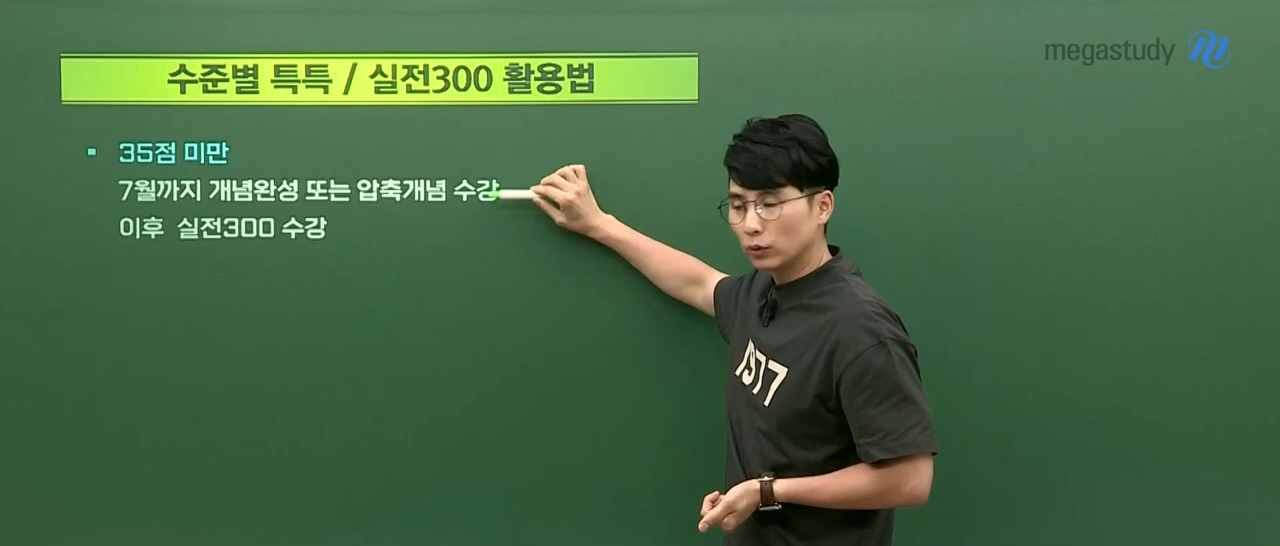 megastudy
수준별 특특 / 실전300 활용법
35점 미만
7월까지 개념완성 또는 압축개념 수강
이후 실전300 수강
1977